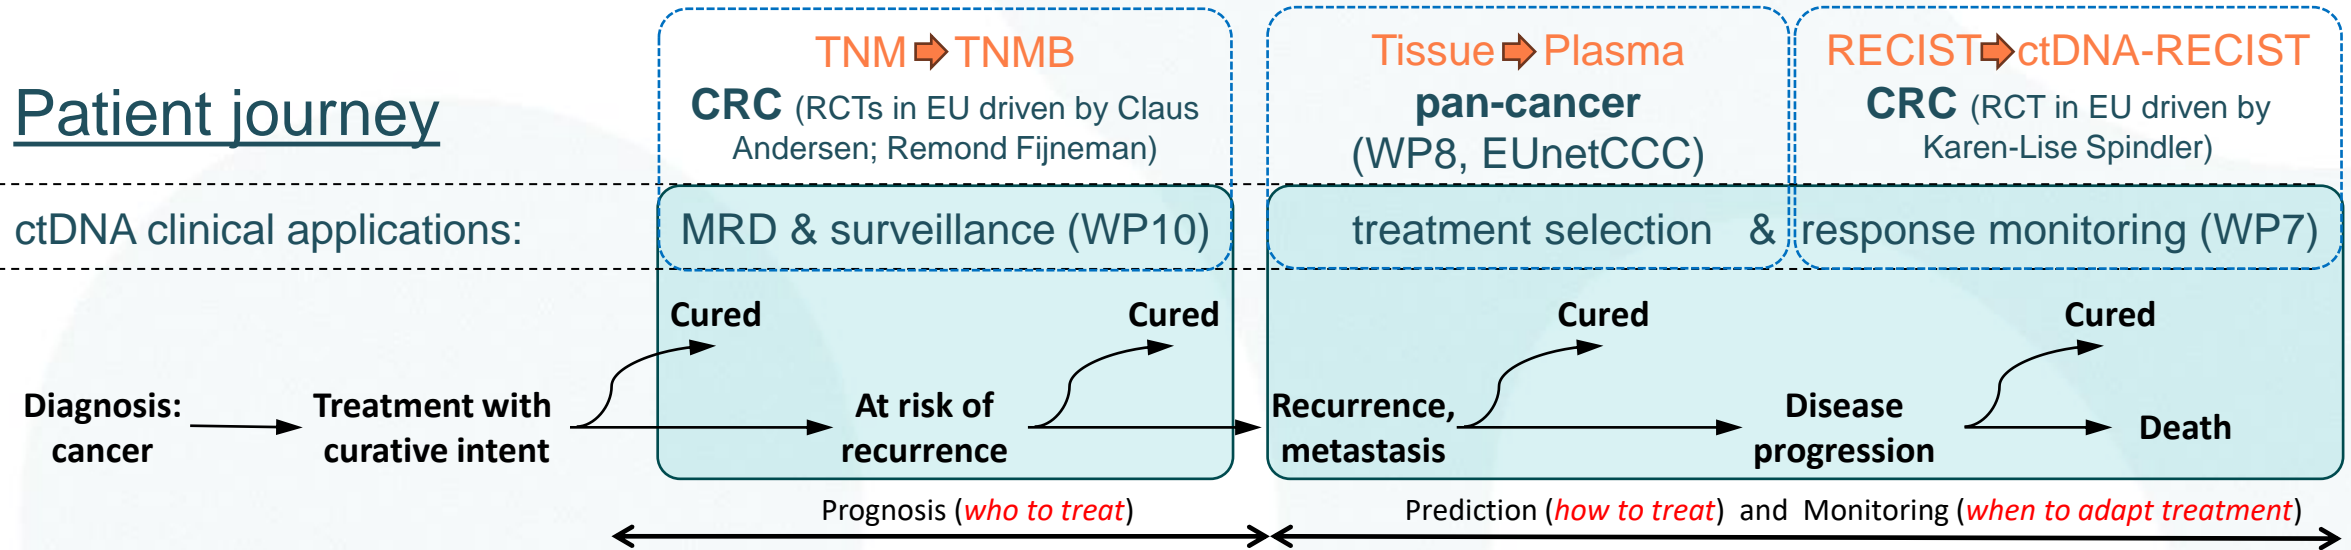 Patient journey
TNM TNMB
CRC (RCTs in EU driven by Claus
Andersen; Remond Fijneman)
Tissue Plasma
pan-cancer
(WP8, EUnetCCC)
RECIST ctDNA-RECIST
CRC (RCT in EU driven by
Karen-Lise Spindler)
ctDNA clinical applications:
MRD & surveillance (WP10)
treatment selection & response monitoring (WP7)
Cured
Cured
Cured
Cured
Diagnosis:
cancer
Treatment with
curative intent
At risk of
recurrence
Recurrence,
metastasis
Disease
progression
Death
Prognosis (who to treat)
Prediction (how to treat) and Monitoring (when to adapt treatment)